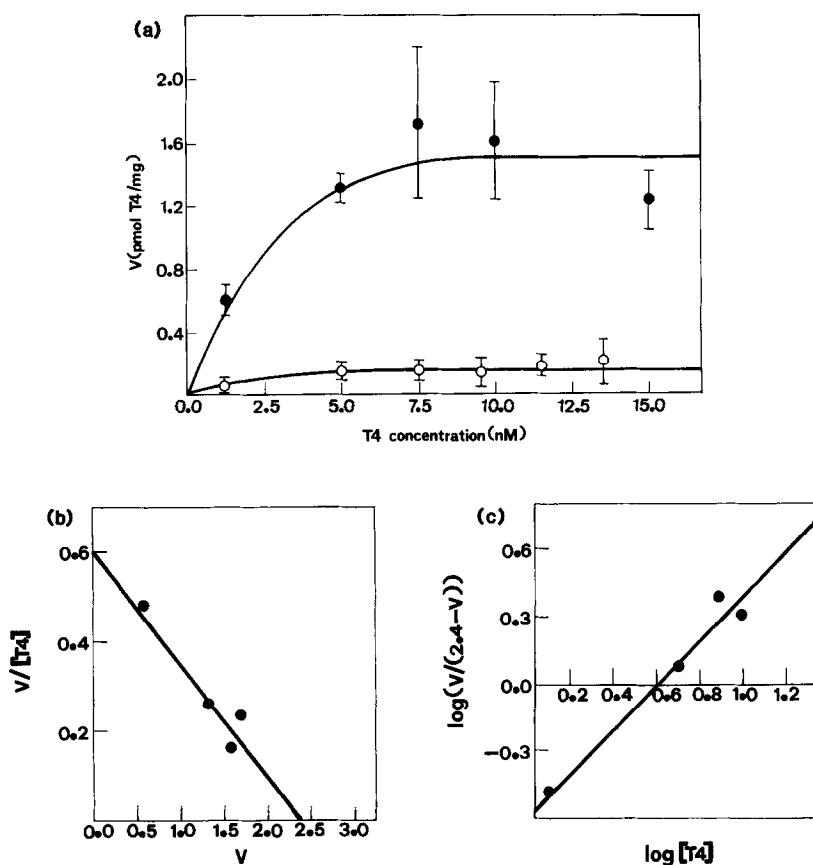 (a)
V(pmol T4/mg)
2.0
1.6
1.2
0.8
0.4
0.0 2.5 5.0 7.5 10.0 12.5 15.0
T4 concentration(nM)
(b)
V/[T4]
0.6
0.4
0.2
0.0 0.5 1.0 1.5 2.0 2.5 3.0
V
(c)
log(V/(2.4-V))
0.6
0.3
0.0
-0.3
0.2 0.4 0.6 0.8 1.0 1.2
log [T4]